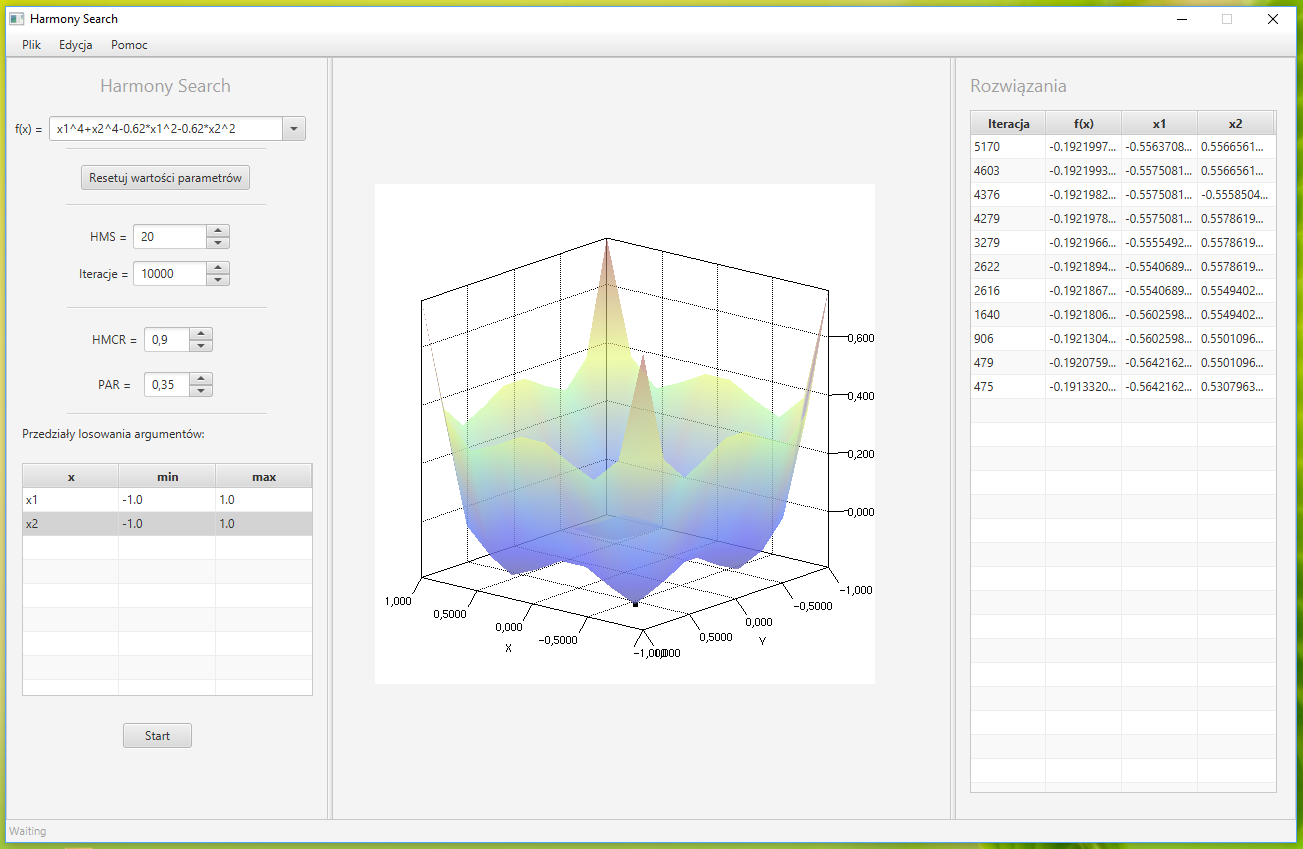 Harmony Search
Plik Edycja Pomoc
Harmony Search
f(x) = x1^4+x2^4-0.62*x1^2-0.62*x2^2
Resetuj wartości parametrów
HMS = 20
Iteracje = 10000
HMCR = 0,9
PAR = 0,35
Przedziały losowania argumentów:
x min max
x1 -1.0 1.0
x2 -1.0 1.0
Start
0,600
0,400
0,200
0,000
1,000
0,5000
0,000
-0,5000
X
0,5000
0,000
-0,5000
-1,000
Y
Rozwiązania
Iteracja f(x) x1 x2
5170 -0.1921997... -0.5563708... 0.5566561...
4603 -0.1921993... -0.5575081... 0.5566561...
4376 -0.1921982... -0.5575081... -0.5558504...
4279 -0.1921978... -0.5575081... 0.5578619...
3279 -0.1921966... -0.5555492... 0.5578619...
2622 -0.1921894... -0.5540689... 0.5578619...
2616 -0.1921867... -0.5540689... 0.5549402...
1640 -0.1921806... -0.5602598... 0.5549402...
906 -0.1921304... -0.5602598... 0.5501096...
479 -0.1920759... -0.5642162... 0.5501096...
475 -0.1913320... -0.5642162... 0.5307963...
Waiting